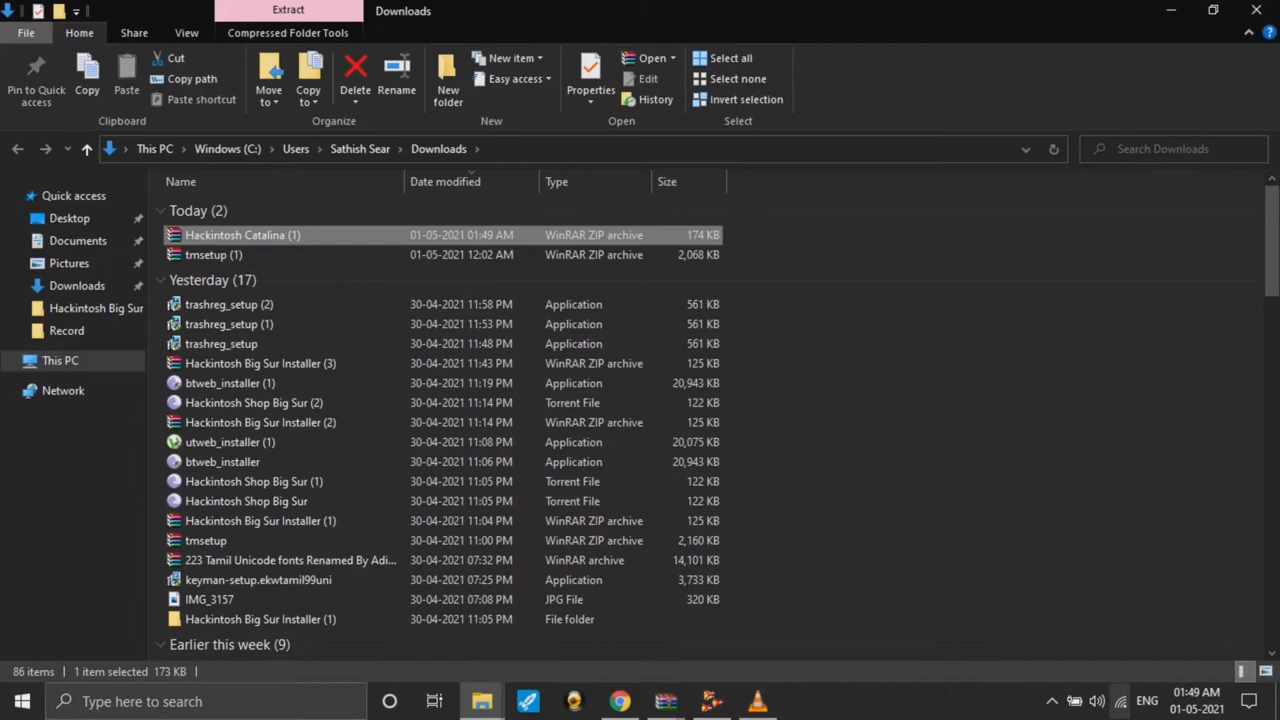 Extract
Downloads
File
Home
Share
View
Compressed Folder Tools
Pin to Quick access
Copy
Paste
Cut
Copy path
Paste shortcut
Clipboard
Move to
Copy to
Delete
Rename
Organize
New folder
New item
Easy access
New
Properties
Open
Edit
History
Open
Select all
Select none
Invert selection
Select
This PC
Windows (C:)
Users
Sathish Sear
Downloads
Search Downloads
Name Date modified Type Size
Quick access
Desktop
Documents
Pictures
Downloads
Hackintosh Big Sur
Record
This PC
Network
Today (2)
Hackintosh Catalina (1) 01-05-2021 01:49 AM WinRAR ZIP archive 174 KB
tmsetup (1) 01-05-2021 12:02 AM WinRAR ZIP archive 2,068 KB
Yesterday (17)
trashreg_setup (2) 30-04-2021 11:58 PM Application 561 KB
trashreg_setup (1) 30-04-2021 11:53 PM Application 561 KB
trashreg_setup 30-04-2021 11:48 PM Application 561 KB
Hackintosh Big Sur Installer (3) 30-04-2021 11:43 PM WinRAR ZIP archive 125 KB
btweb_installer (1) 30-04-2021 11:19 PM Application 20,943 KB
Hackintosh Shop Big Sur (2) 30-04-2021 11:14 PM Torrent File 122 KB
Hackintosh Big Sur Installer (2) 30-04-2021 11:14 PM WinRAR ZIP archive 125 KB
utweb_installer (1) 30-04-2021 11:08 PM Application 20,075 KB
btweb_installer 30-04-2021 11:06 PM Application 20,943 KB
Hackintosh Shop Big Sur (1) 30-04-2021 11:05 PM Torrent File 122 KB
Hackintosh Shop Big Sur 30-04-2021 11:05 PM Torrent File 122 KB
Hackintosh Big Sur Installer (1) 30-04-2021 11:04 PM WinRAR ZIP archive 125 KB
tmsetup 30-04-2021 11:00 PM WinRAR ZIP archive 2,160 KB
223 Tamil Unicode fonts Renamed By Adi... 30-04-2021 07:32 PM WinRAR archive 14,101 KB
keyman-setup.ekwtamil99uni 30-04-2021 07:25 PM Application 3,733 KB
IMG_3157 30-04-2021 07:08 PM JPG File 320 KB
Hackintosh Big Sur Installer (1) 30-04-2021 11:05 PM File folder
Earlier this week (9)
86 items 1 item selected 173 KB
Type here to search
ENG
01:49 AM
01-05-2021